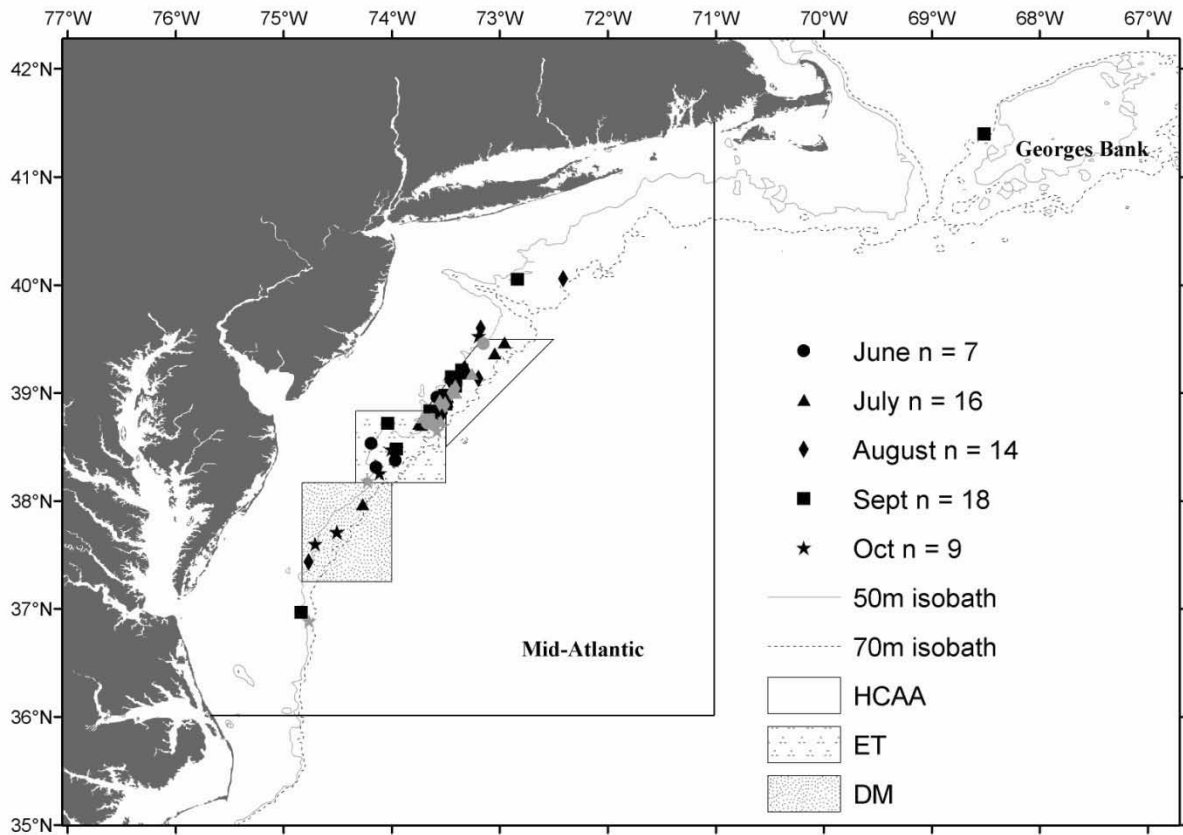 77°W 76°W 75°W 74°W 73°W 72°W 71°W 70°W 69°W 68°W 67°W
42°N
41°N
40°N
39°N
38°N
37°N
36°N
35°N
Georges Bank
Mid-Atlantic
June n = 7
July n = 16
August n = 14
Sept n = 18
Oct n = 9
50m isobath
70m isobath
HCAA
ET
DM